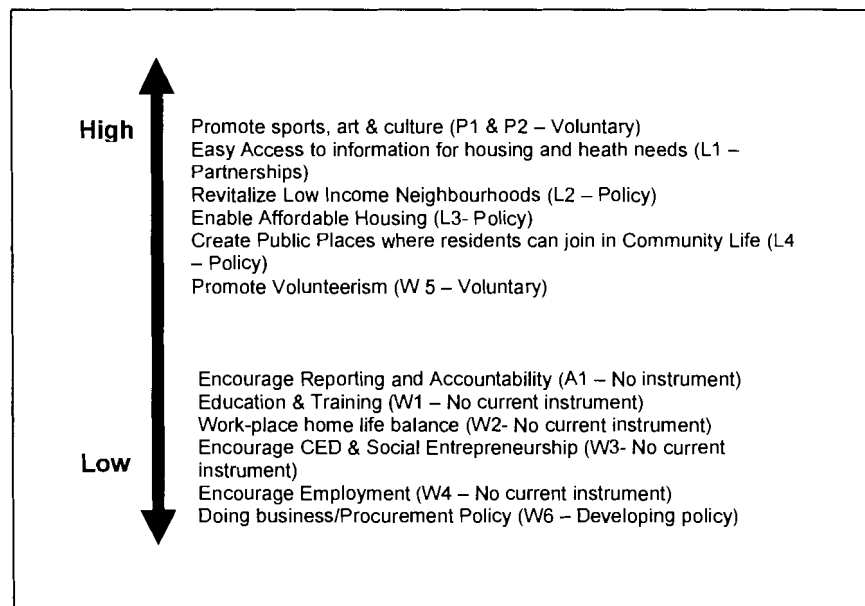 High
Promote sports, art & culture (P1 & P2 – Voluntary)
Easy Access to information for housing and heath needs (L1 –
Partnerships)
Revitalize Low Income Neighbourhoods (L2 – Policy)
Enable Affordable Housing (L3- Policy)
Create Public Places where residents can join in Community Life (L4
– Policy)
Promote Volunteerism (W 5 – Voluntary)
Encourage Reporting and Accountability (A1 – No instrument)
Education & Training (W1 – No current instrument)
Work-place home life balance (W2- No current instrument)
Encourage CED & Social Entrepreneurship (W3- No current
instrument)
Low
Encourage Employment (W4 – No current instrument)
Doing business/Procurement Policy (W6 – Developing policy)